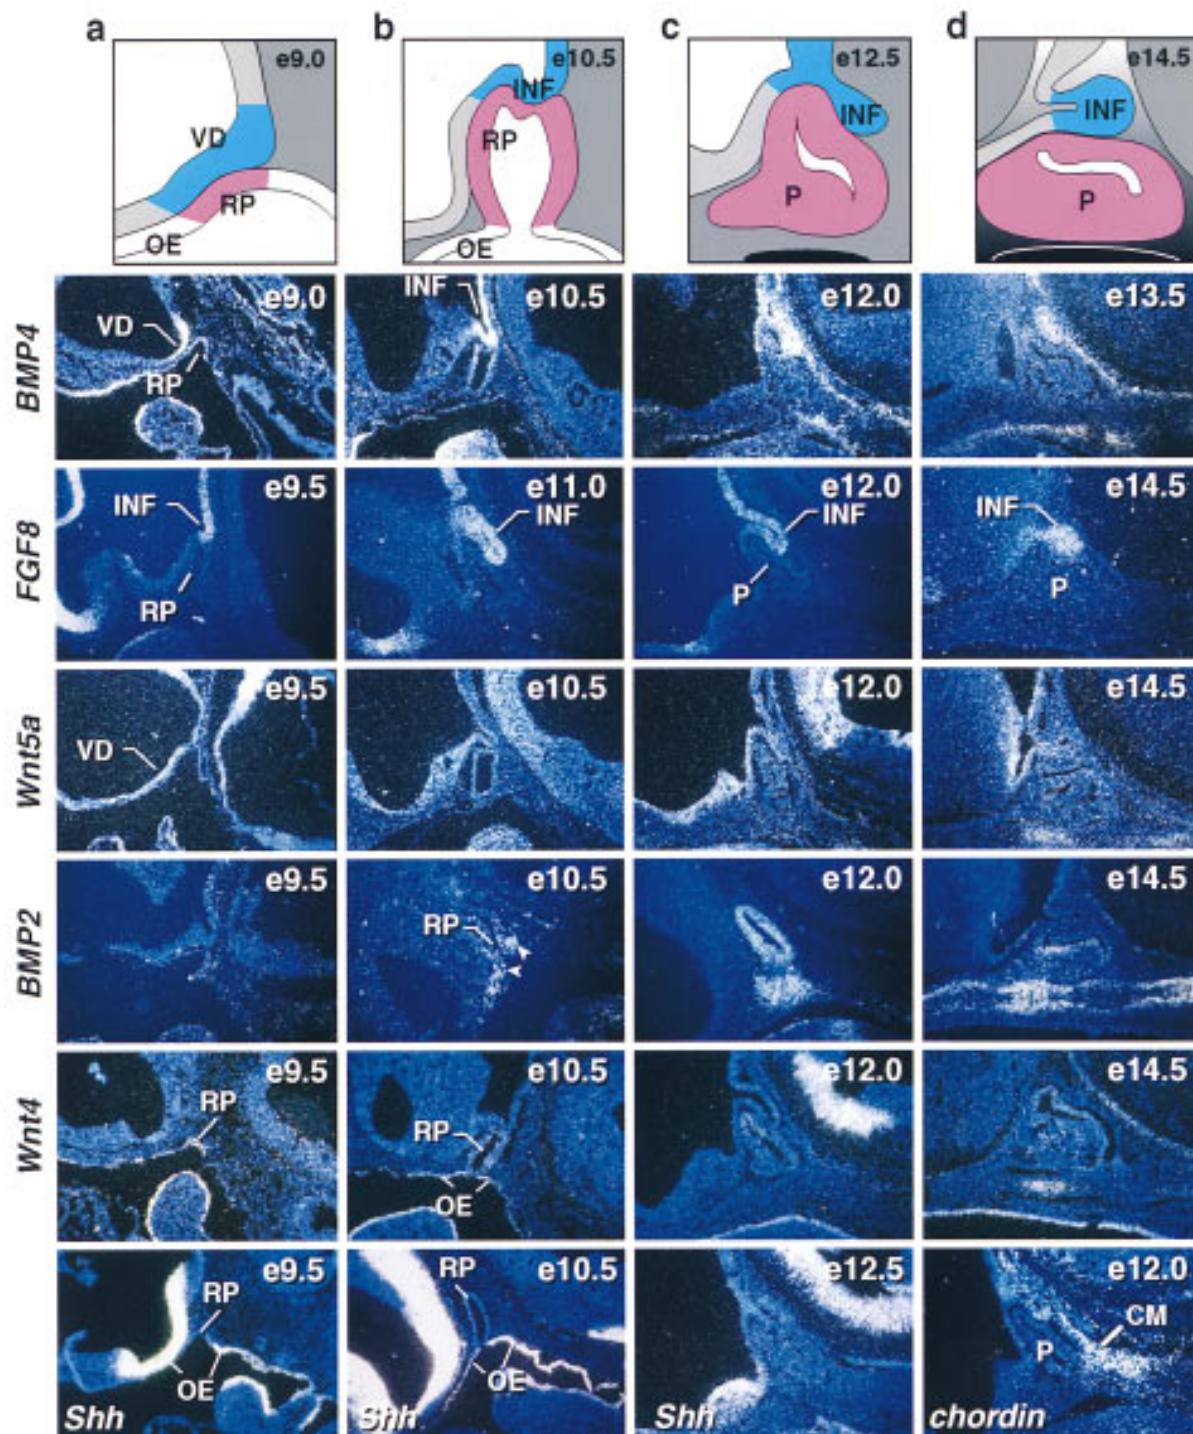 a b c d
e9.0 e10.5 e12.5 e14.5
VD INF INF INF
RP RP P P
OE OE
BMP4 e9.0 e10.5 e12.0 e13.5
VD INF
RP
FGF8 e9.5 e11.0 e12.0 e14.5
INF INF INF INF
RP P P
Wnt5a e9.5 e10.5 e12.0 e14.5
VD
BMP2 e9.5 e10.5 e12.0 e14.5
RP
Wnt4 e9.5 e10.5 e12.0 e14.5
RP RP
OE
e9.5 e10.5 e12.5 e12.0
RP RP CM
OE OE P
Shh Shh Shh chordin